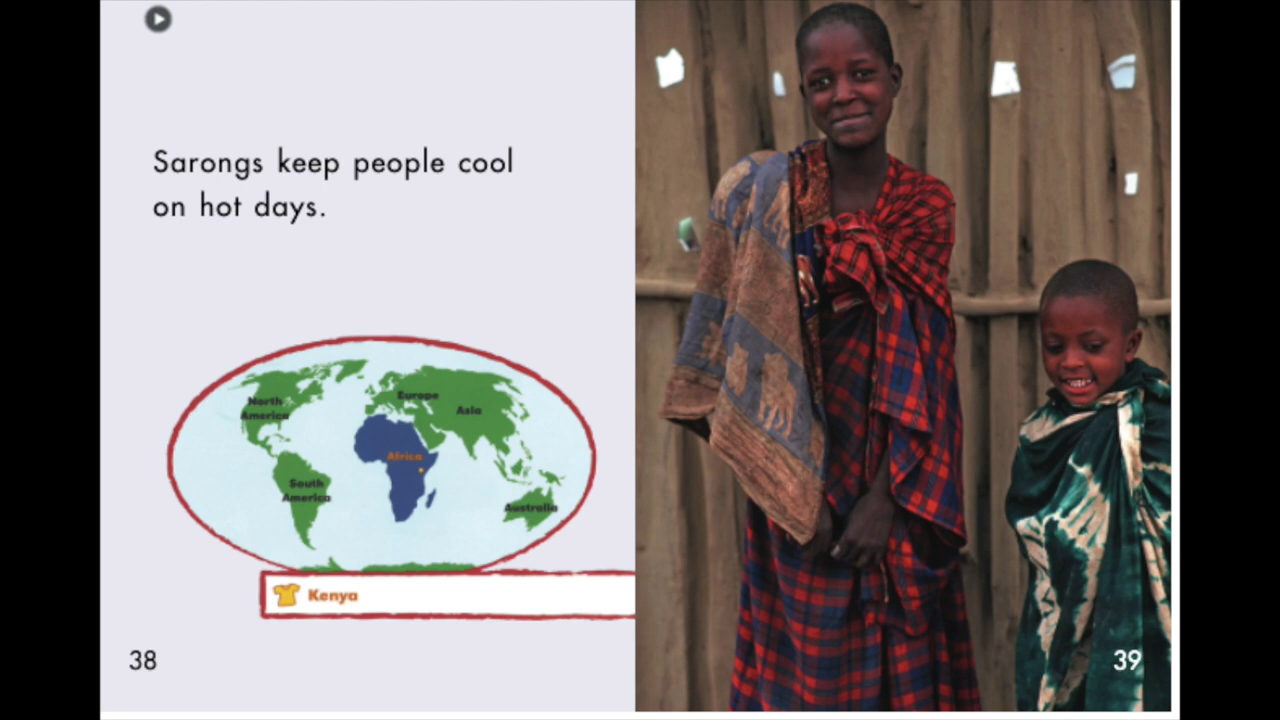 Sarongs keep people cool
on hot days.
North
America
Europe
Asia
Africa
South
America
Australia
Kenya
38
39